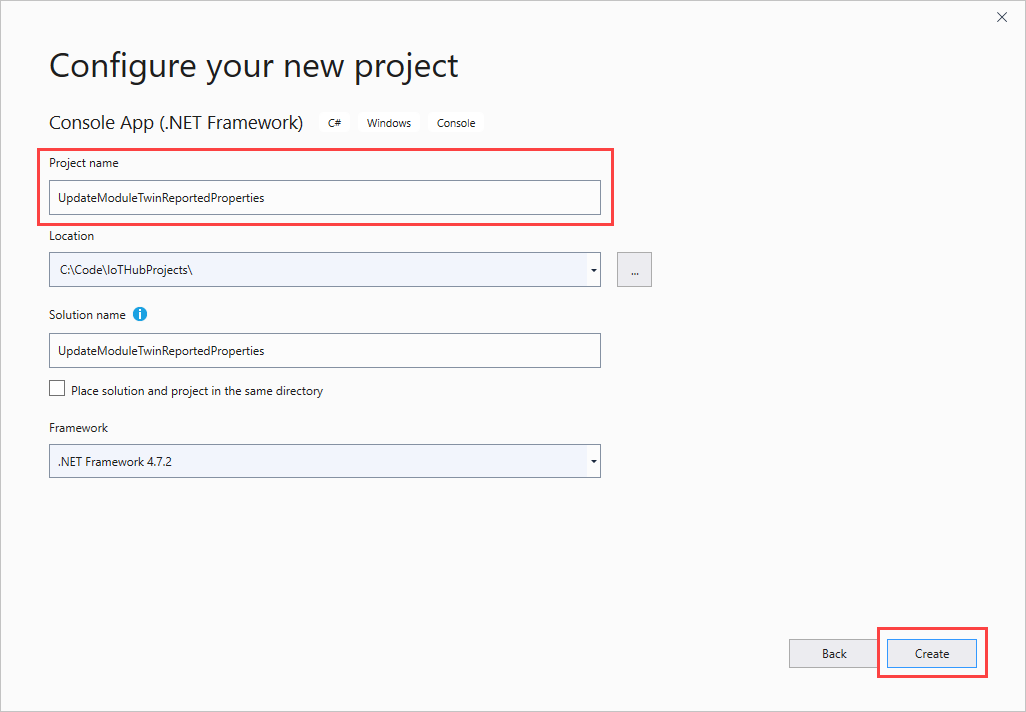 Configure your new project
Console App (.NET Framework) C# Windows Console
Project name
UpdateModuleTwinReportedProperties
Location
C:\Code\IoTHubProjects\
...
Solution name i
UpdateModuleTwinReportedProperties
Place solution and project in the same directory
Framework
.NET Framework 4.7.2
Back Create